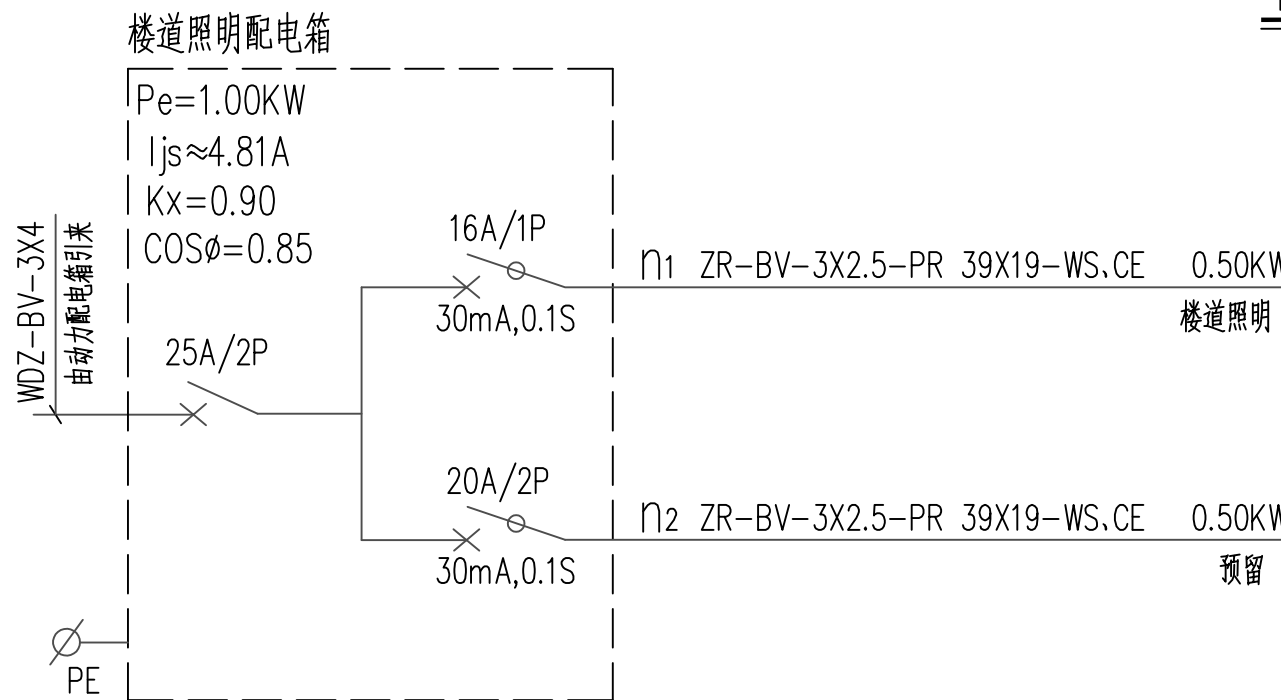 楼道照明配电箱
Pe=1.00KW
Ijs≈4.81A
Kx=0.90
COSø=0.85
WDZ-BV-3X4
由动力配电箱引来
25A/2P
16A/1P
30mA,0.1S
n1 ZR-BV-3X2.5-PR 39X19-WS、CE 0.50KW
楼道照明
20A/2P
30mA,0.1S
n2 ZR-BV-3X2.5-PR 39X19-WS、CE 0.50KW
预留
PE